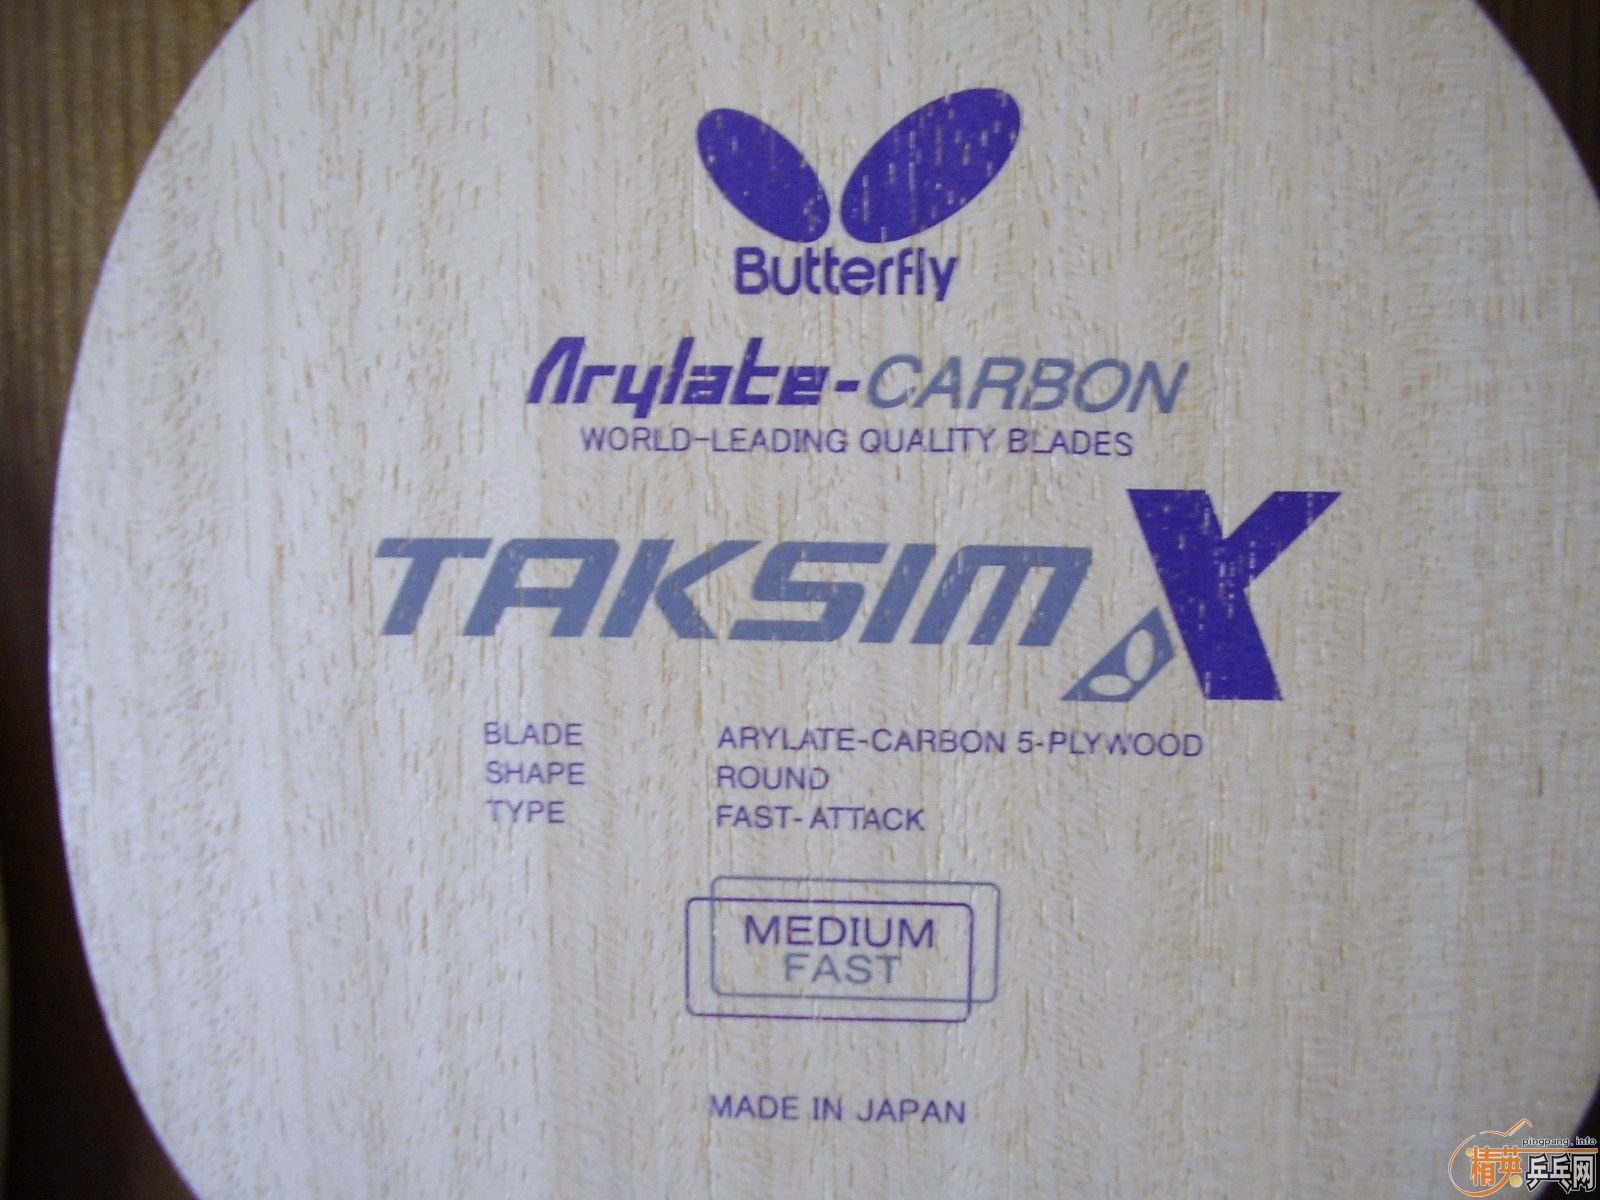 Butterfly
Arylate-CARBON
WORLD-LEADING QUALITY BLADES
TAKSIM X
BLADE ARYLATE-CARBON 5-PLYWOOD
SHAPE ROUND
TYPE FAST-ATTACK
MEDIUM
FAST
MADE IN JAPAN
pingpang.info
精英乒乓网